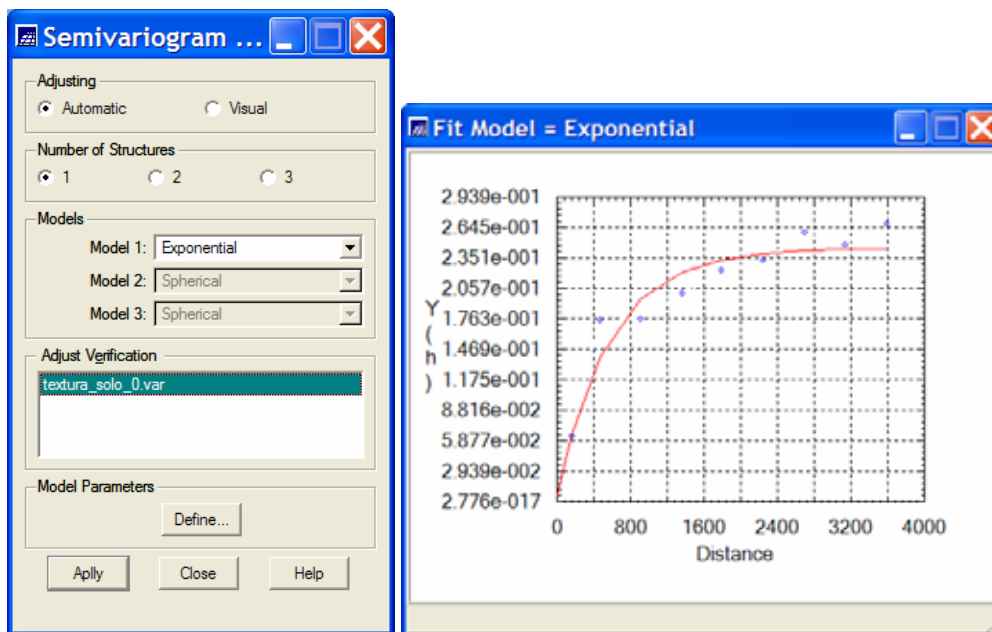 Semivariogram ...
Adjusting
Automatic Visual
Number of Structures
1 2 3
Models
Model 1: Exponential
Model 2: Spherical
Model 3: Spherical
Adjust Verification
textura_solo_0.var
Model Parameters
Define...
Aplly Close Help
Fit Model = Exponential
2.939e-001
2.645e-001
2.351e-001
2.057e-001
1.763e-001
1.469e-001
1.175e-001
8.816e-002
5.877e-002
2.939e-002
2.776e-017
Y
(
h
)
0 800 1600 2400 3200 4000
Distance